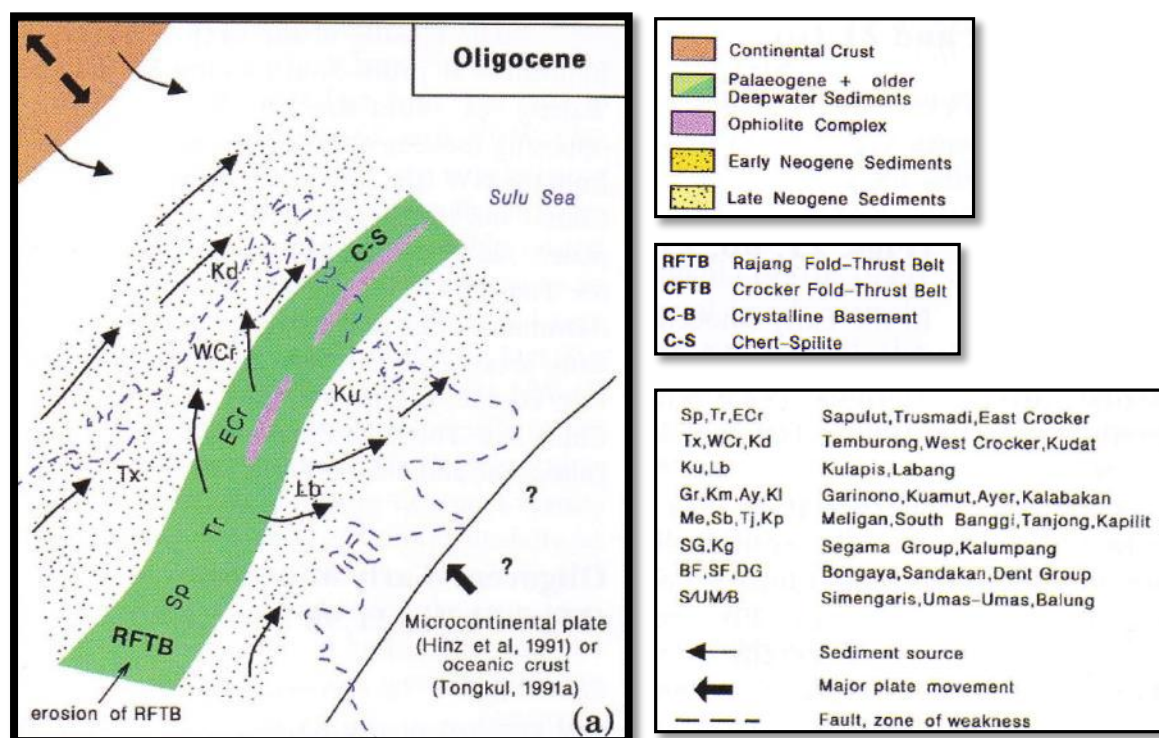 Oligocene
Sulu Sea
C-S
Kd
WCr
Ku
ECr
Tx
Lb
?
Tr
?
Sp
Microcontinental plate
(Hinz et al, 1991) or
oceanic crust
(Tongkul, 1991a)
RFTB
erosion of RFTB
(a)
Continental Crust
Palaeogene + older
Deepwater Sediments
Ophiolite Complex
Early Neogene Sediments
Late Neogene Sediments
RFTB Rajang Fold-Thrust Belt
CFTB Crocker Fold-Thrust Belt
C-B Crystalline Basement
C-S Chert-Spilite
Sp,Tr,ECr Sapulut,Trusmadi,East Crocker
Tx,WCr,Kd Temburong,West Crocker,Kudat
Ku,Lb Kulapis,Labang
Gr,Km,Ay,Kl Garinono,Kuamut,Ayer,Kalabakan
Me,Sb,Tj,Kp Meligan,South Banggi,Tanjong,Kapilit
SG,Kg Segama Group,Kalumpang
BF,SF,DG Bongaya,Sandakan,Dent Group
S/UM/B Simengaris,Umas-Umas,Balung
Sediment source
Major plate movement
Fault, zone of weakness